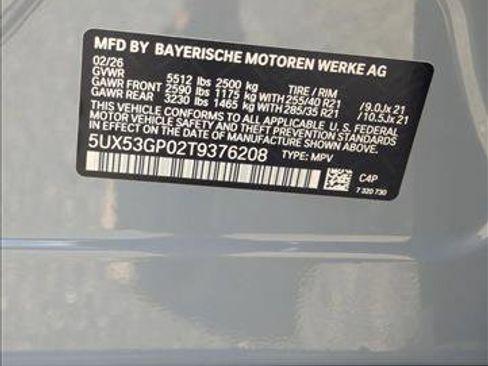 MFD BY BAYERISCHE MOTOREN WERKE AG
02/26
GVWR 5512 lbs 2500 kg TIRE / RIM
GAWR FRONT 2590 lbs 1175 kg WITH 255/40 R21 /9.0Jx21
GAWR REAR 3230 lbs 1465 kg WITH 285/35 R21 /10.5Jx21
THIS VEHICLE CONFORMS TO ALL APPLICABLE U. S. FEDERAL
MOTOR VEHICLE SAFETY STANDARDS IN EFFECT
ON THE DATE OF MANUFACTURE SHOWN ABOVE.
5UX53GP02T9376208 TYPE: MPV
C4P
7 320 730